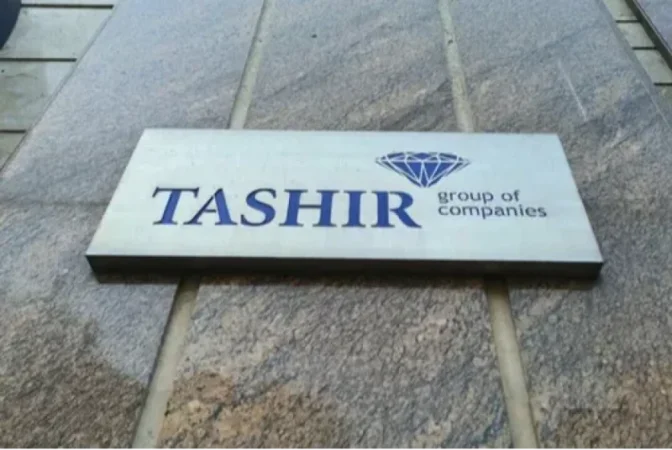 TASHIR
group of
companies